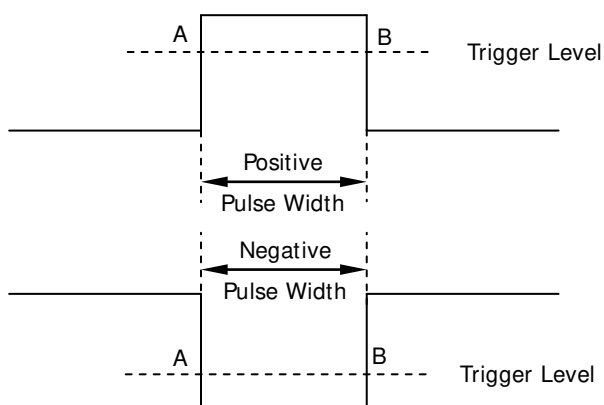 A
B
Trigger Level
Positive
Pulse Width
Negative
Pulse Width
A
B
Trigger Level